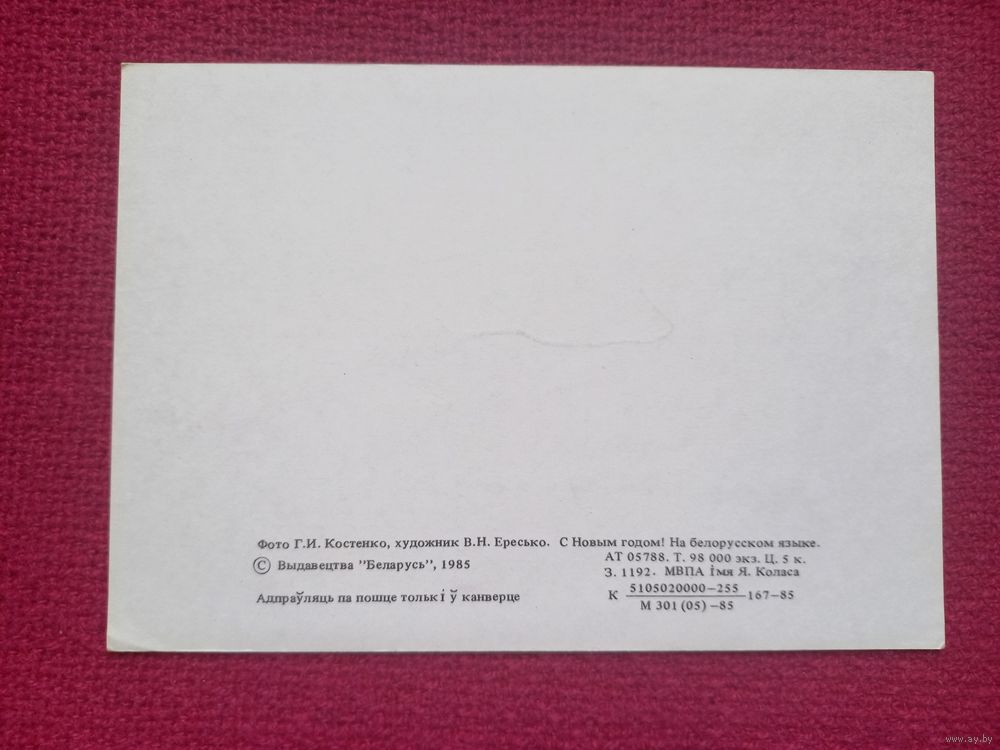 Фото Г.И. Костенко, художник В.Н. Ересько. С Новым годом! На белорусском языке.
© Выдавецтва "Беларусь", 1985
АТ 05788. Т. 98 000 экз. Ц. 5 к.
З. 1192. МВПА імя Я. Коласа
Адпраўляць па пошце толькі ў канверце
К 5105020000-255 167-85
М 301 (05) -85
www.ay.by